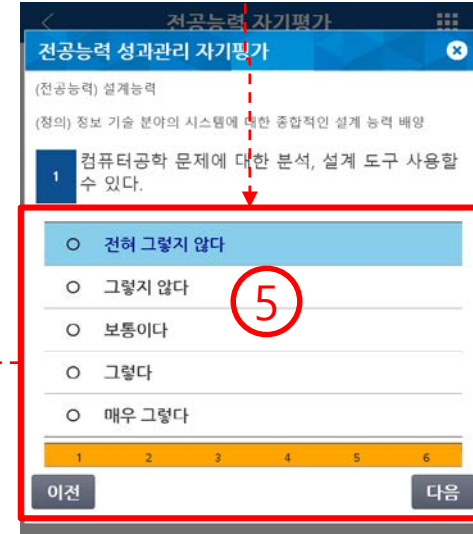 전공능력 자기평가
전공능력 성과관리 자기평가
(전공능력) 설계능력
(정의) 정보 기술 분야의 시스템에 대한 종합적인 설계 능력 배양
1 컴퓨터공학 문제에 대한 분석, 설계 도구 사용할
수 있다.
전혀 그렇지 않다
그렇지 않다
5
보통이다
그렇다
매우 그렇다
1 2 3 4 5 6
이전 다음